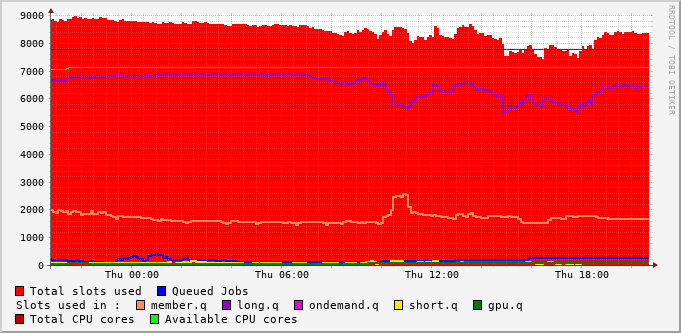 9000
8000
7000
6000
5000
4000
3000
2000
1000
0
Thu 00:00 Thu 06:00 Thu 12:00 Thu 18:00
RRDTOOL / TOBI OETIKER
Total slots used Queued Jobs
Slots used in : member.q long.q ondemand.q short.q gpu.q
Total CPU cores Available CPU cores